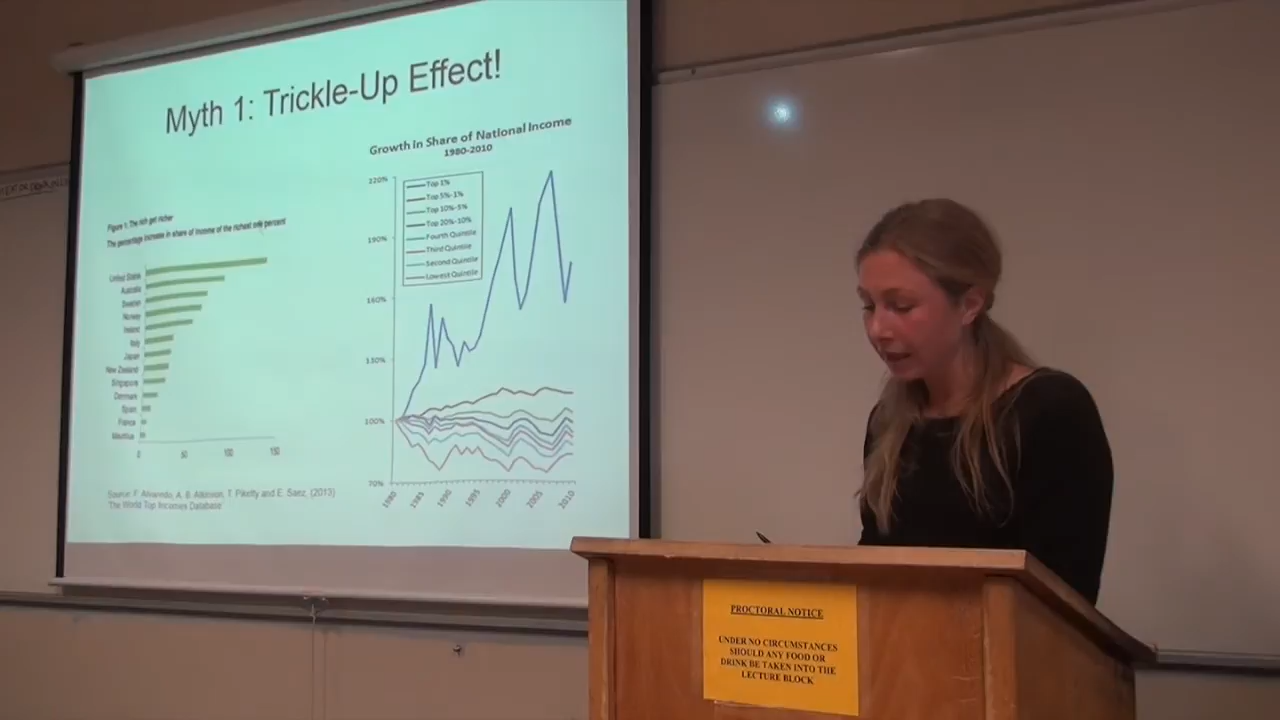 Myth 1: Trickle-Up Effect!
Figure 1: The rich get richer
The percentage increase in share of income of the richest one percent
United States
Australia
Sweden
Norway
Ireland
Italy
Japan
New Zealand
Singapore
Denmark
Spain
France
Mauritius
0 50 100 150
Source: F. Alvaredo, A. B. Atkinson, T. Piketty and E. Saez, (2013)
'The World Top Incomes Database'
Growth in Share of National Income
1980-2010
220%
190%
160%
130%
100%
70%
Top 1%
Top 5%-1%
Top 10%-5%
Top 20%-10%
Fourth Quintile
Third Quintile
Second Quintile
Lowest Quintile
1980 1985 1990 1995 2000 2005 2010
PROCTORAL NOTICE
UNDER NO CIRCUMSTANCES
SHOULD ANY FOOD OR
DRINK BE TAKEN INTO THE
LECTURE BLOCK